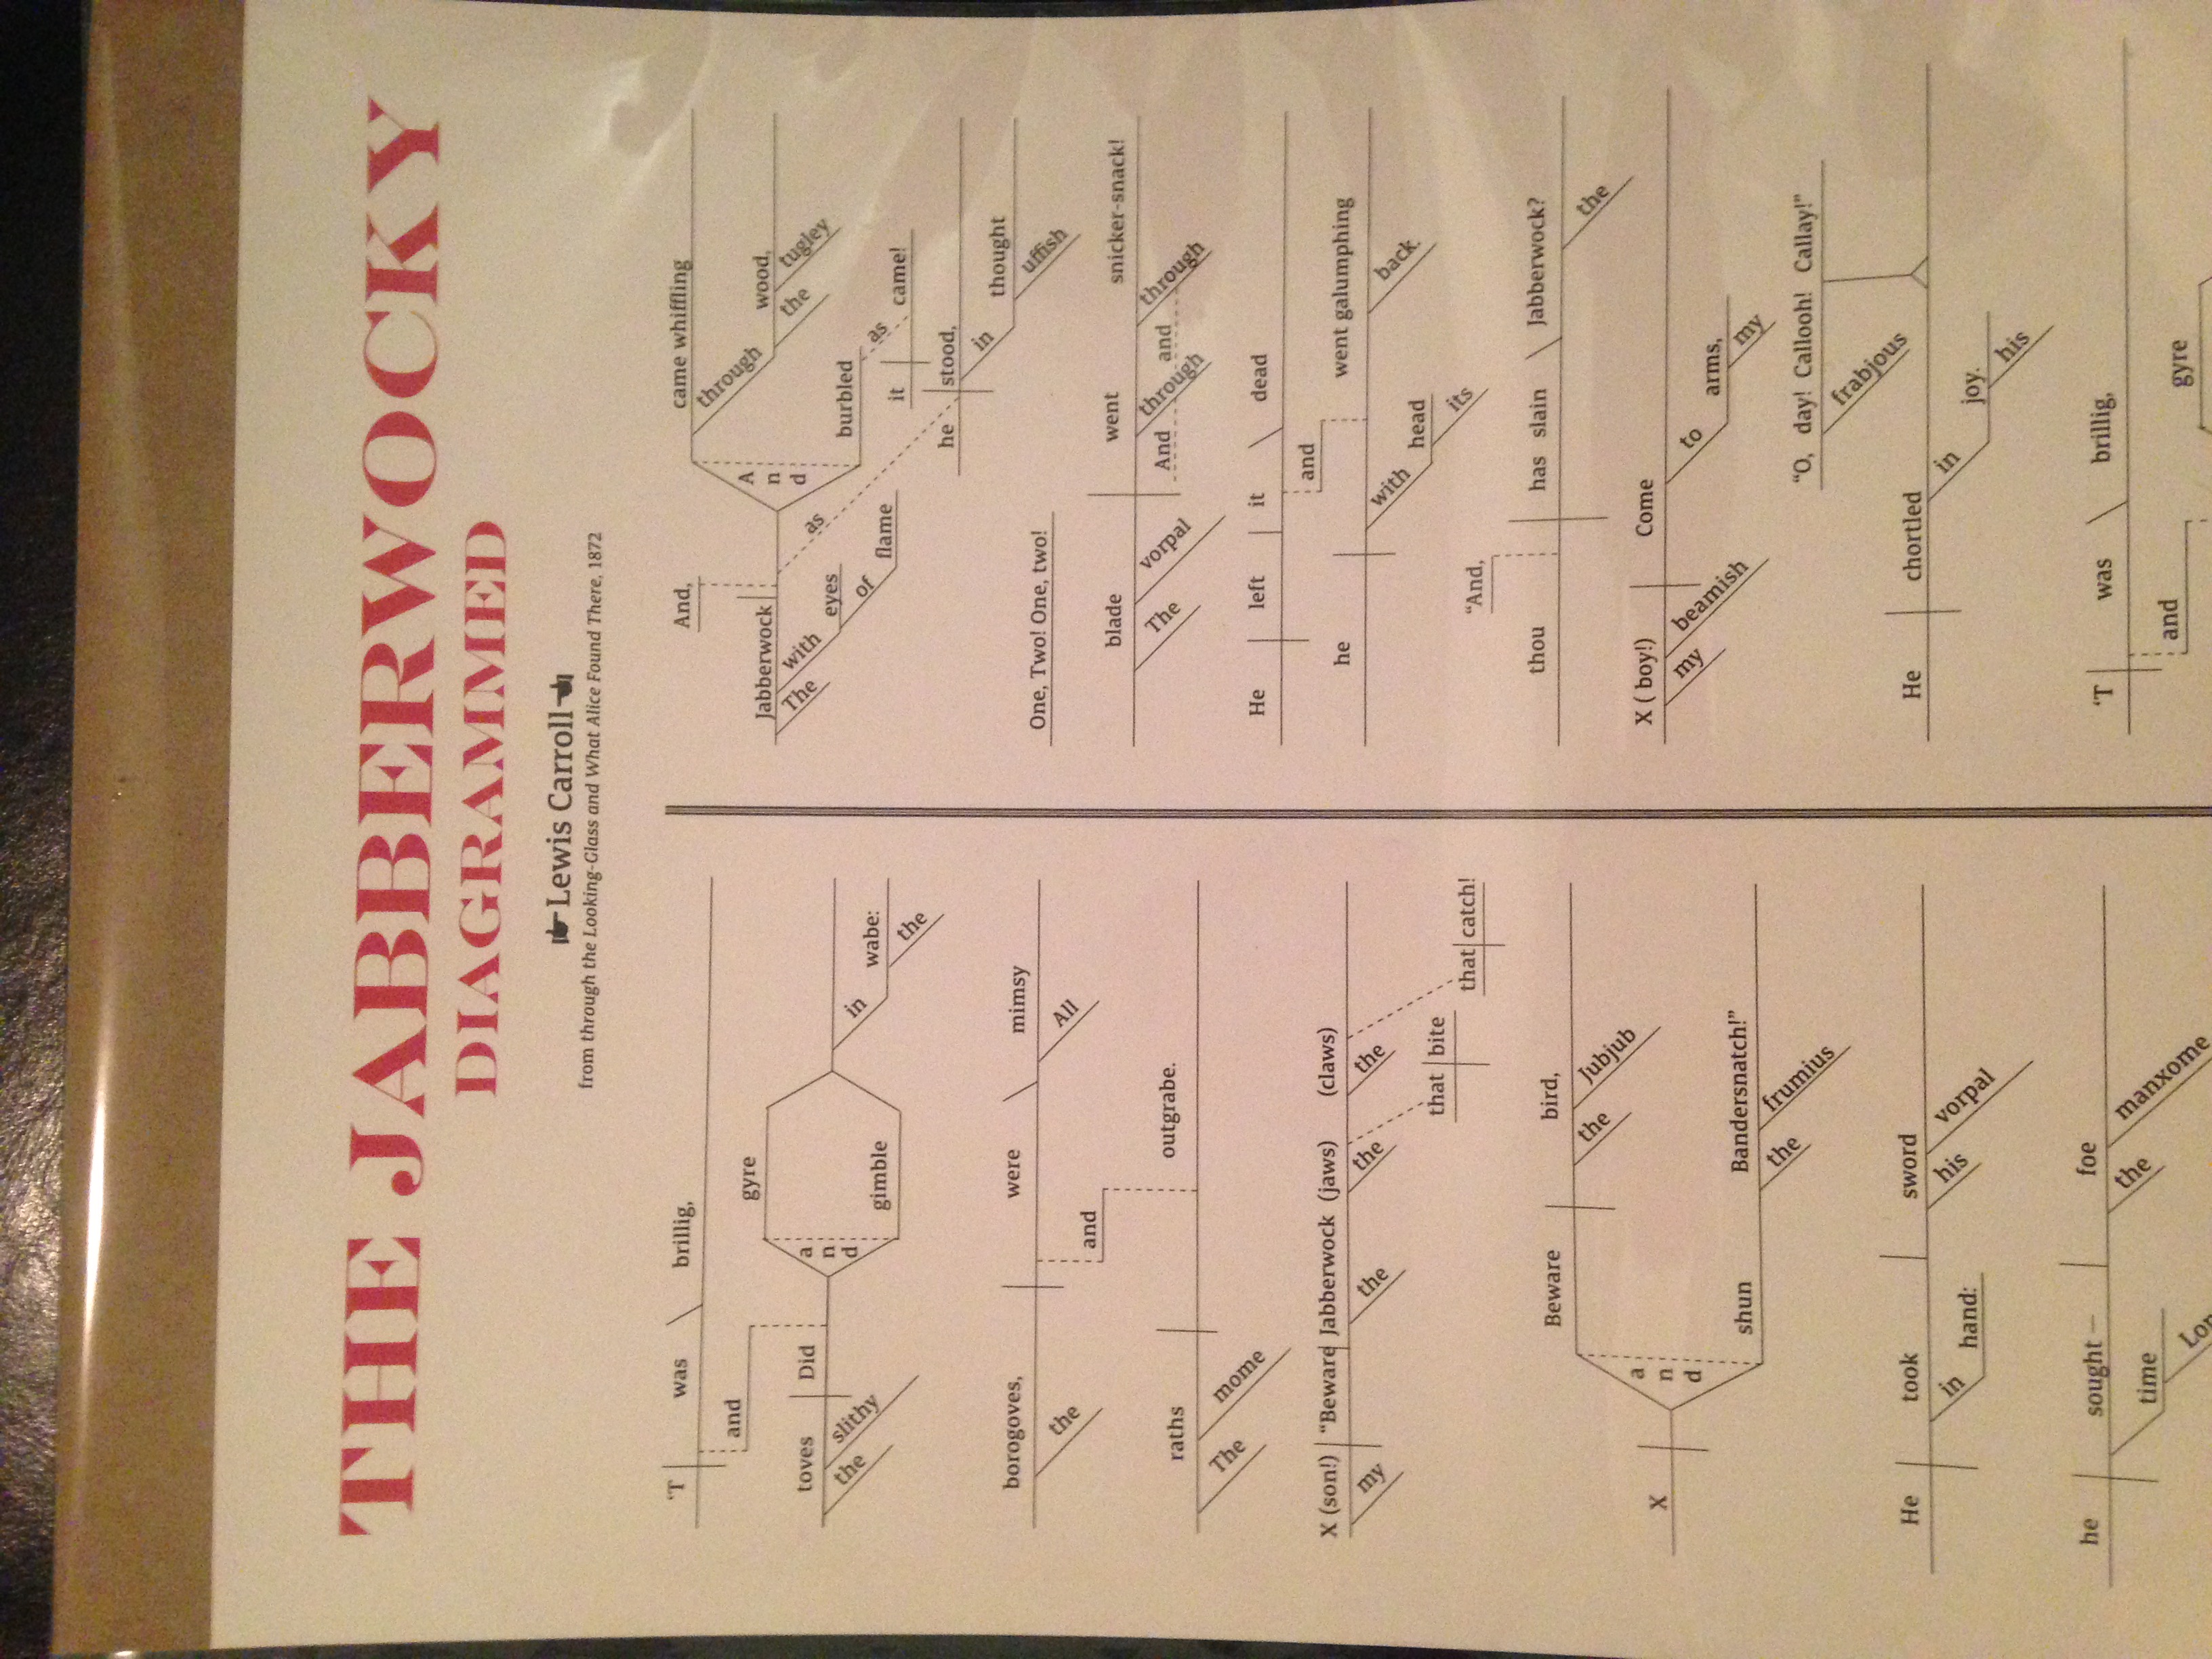 THE JABBERWOCKY
DIAGRAMMED
Lewis Carroll
from through the Looking-Glass and What Alice Found There, 1872
'T was brillig,
and
gyre
toves Did and
the slithy
gimble
in wabe:
the
borogoves, were mimsy
the All
and
raths outgrabe.
The mome
X (son!) "Beware Jabberwock (jaws) (claws)
my the the the
that bite
that catch!
Beware bird,
the Jubjub
X and
shun Bandersnatch!"
the frumius
He took sword
in his vorpal
hand:
he sought — foe
time the manxome
And,
came whiffling
through wood,
the tugley
Jabberwock And
The with eyes
of flame
as
burbled
as
it came!
he stood,
in thought
uffish
One, Two! One, two!
blade went snicker-snack!
The vorpal And through and through
He left it dead
and
he went galumphing
with head back.
its
"And,
thou has slain Jabberwock?
the
X ( boy!) Come
my beamish to arms,
my
"O, day! Callooh! Callay!"
frabjous
He chortled
in joy.
his
'T was brillig,
and
gyre